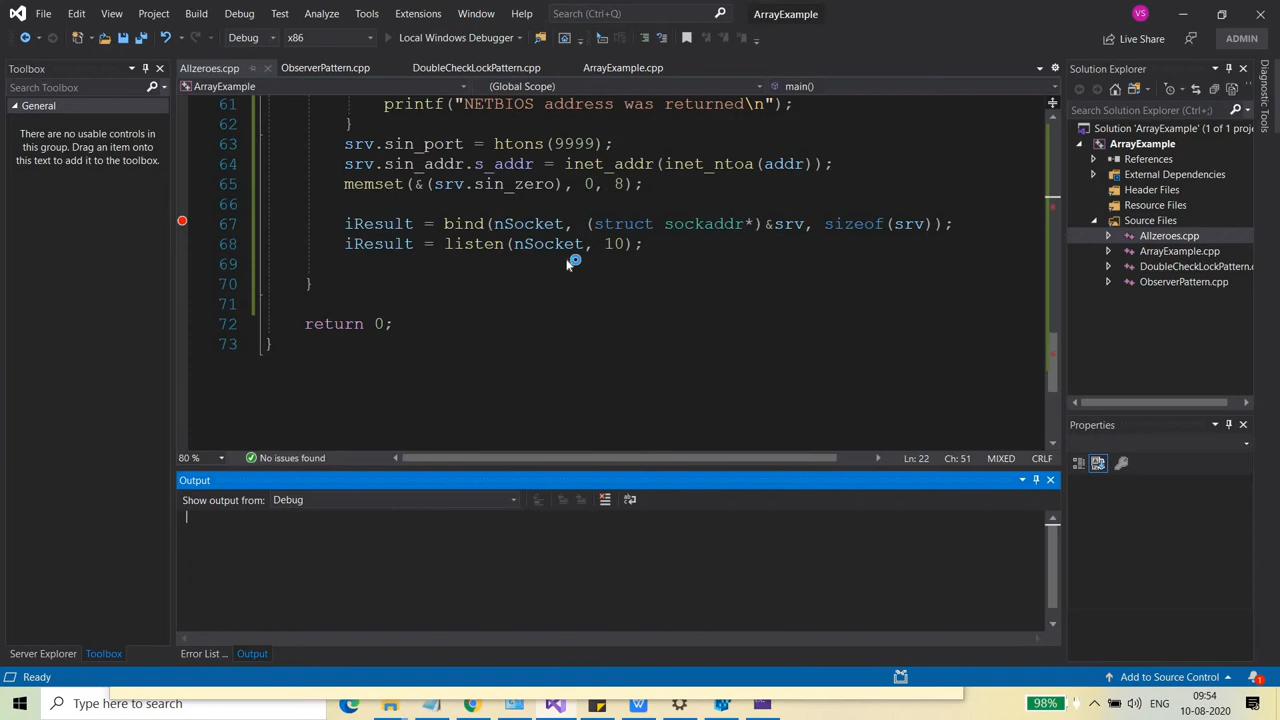 File Edit View Project Build Debug Test Analyze Tools Extensions Window Help Search (Ctrl+Q) ArrayExample VS
Debug x86 Local Windows Debugger Live Share ADMIN
Toolbox
Search Toolbox
General
There are no usable controls in
this group. Drag an item onto
this text to add it to the toolbox.
Server Explorer Toolbox
Allzeroes.cpp ObserverPattern.cpp DoubleCheckLockPattern.cpp ArrayExample.cpp
ArrayExample (Global Scope) main()
61 printf("NETBIOS address was returned\n");
62 }
63 srv.sin_port = htons(9999);
64 srv.sin_addr.s_addr = inet_addr(inet_ntoa(addr));
65 memset(&(srv.sin_zero), 0, 8);
66
67 iResult = bind(nSocket, (struct sockaddr*)&srv, sizeof(srv));
68 iResult = listen(nSocket, 10);
69
70 }
71
72 return 0;
73 }
80 % No issues found Ln: 22 Ch: 51 MIXED CRLF
Output
Show output from: Debug
Error List ... Output
Solution Explorer
Search Solution Explorer (Ctrl+;)
Solution 'ArrayExample' (1 of 1 proje
ArrayExample
References
External Dependencies
Header Files
Resource Files
Source Files
Allzeroes.cpp
ArrayExample.cpp
DoubleCheckLockPattern.
ObserverPattern.cpp
Properties
Diagnostic Tools
Ready Add to Source Control 1
Type here to search 98% ENG 09:54
10-08-2020